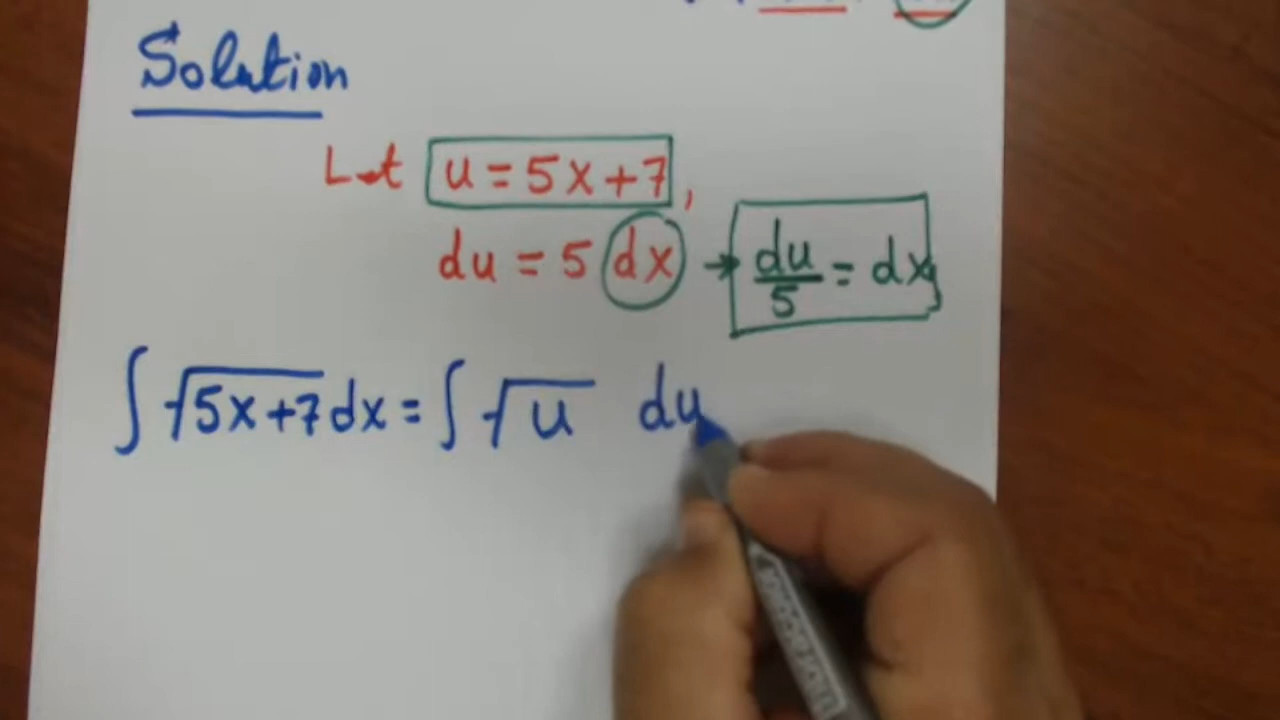 Solution
Let u = 5x+7,
du = 5 dx → du/5 = dx,
∫ √(5x+7) dx = ∫ √u du